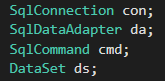 SqlConnection con;
SqlDataAdapter da;
SqlCommand cmd;
DataSet ds;